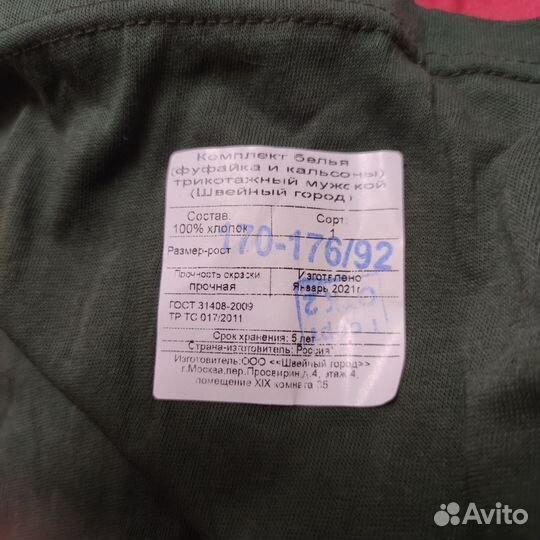 Комплект белья
(фуфайка и кальсоны)
трикотажный мужской
(Швейный город)
Состав. Сорт.
100% хлопок 1
Размер-рост 170-176/92
Прочность окраски Изготовлено
прочная Январь 2021г
ГОСТ 31408-2009
ТР ТС 017/2011
Срок хранения: 5 лет
Страна-изготовитель: Россия
Изготовитель:ООО <<Швейный город>>
г.Москва,пер.Просвирин,д.4, этаж 4,
помещение XIX комната 35
Avito